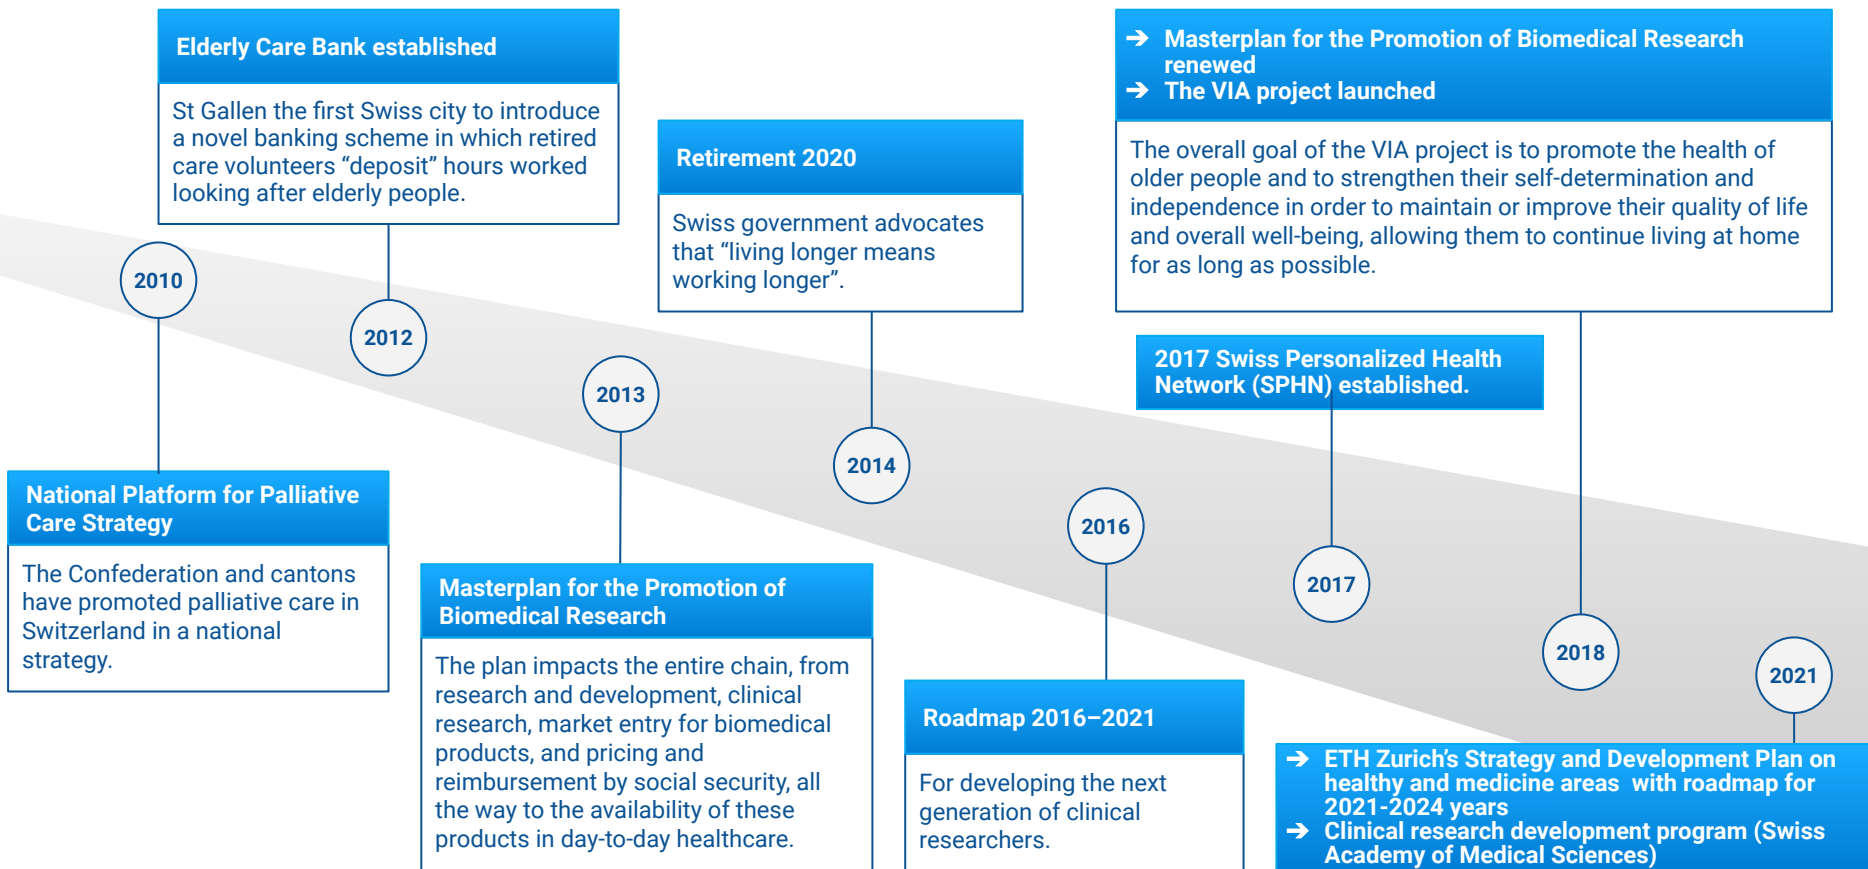 Elderly Care Bank established
St Gallen the first Swiss city to introduce
a novel banking scheme in which retired
care volunteers “deposit” hours worked
looking after elderly people.
Retirement 2020
Swiss government advocates
that “living longer means
working longer”.
➔ Masterplan for the Promotion of Biomedical Research
renewed
➔ The VIA project launched
The overall goal of the VIA project is to promote the health of
older people and to strengthen their self-determination and
independence in order to maintain or improve their quality of life
and overall well-being, allowing them to continue living at home
for as long as possible.
2017 Swiss Personalized Health
Network (SPHN) established.
2010
2012
2013
2014
2016
2017
2018
2021
National Platform for Palliative
Care Strategy
The Confederation and cantons
have promoted palliative care in
Switzerland in a national
strategy.
Masterplan for the Promotion of
Biomedical Research
The plan impacts the entire chain, from
research and development, clinical
research, market entry for biomedical
products, and pricing and
reimbursement by social security, all
the way to the availability of these
products in day-to-day healthcare.
Roadmap 2016–2021
For developing the next
generation of clinical
researchers.
➔ ETH Zurich’s Strategy and Development Plan on
healthy and medicine areas with roadmap for
2021-2024 years
➔ Clinical research development program (Swiss
Academy of Medical Sciences)